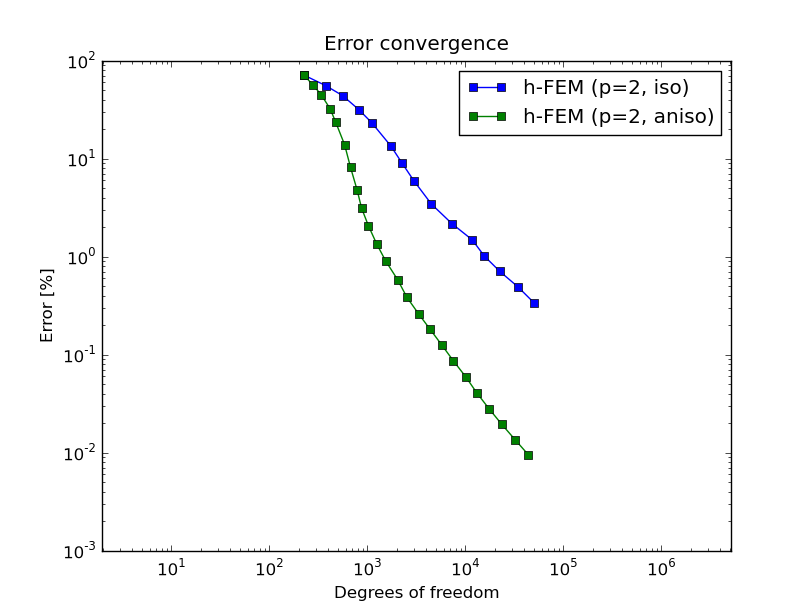 Error convergence
h-FEM (p=2, iso)
h-FEM (p=2, aniso)
Error [%]
10^2
10^1
10^0
10^-1
10^-2
10^-3
10^1 10^2 10^3 10^4 10^5 10^6
Degrees of freedom